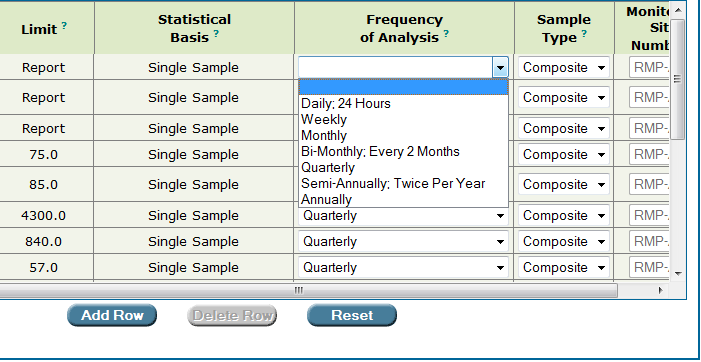 Limit ? Statistical Basis ? Frequency of Analysis ? Sample Type ? Monito Sit Numb
Report Single Sample Composite RMP-
Report Single Sample Composite RMP-
Report Single Sample Composite RMP-
75.0 Single Sample Composite RMP-
85.0 Single Sample Composite RMP-
Daily; 24 Hours
Weekly
Monthly
Bi-Monthly; Every 2 Months
Quarterly
Semi-Annually; Twice Per Year
Annually
4300.0 Single Sample Quarterly Composite RMP-
840.0 Single Sample Quarterly Composite RMP-
57.0 Single Sample Quarterly Composite RMP-
Add Row Delete Row Reset